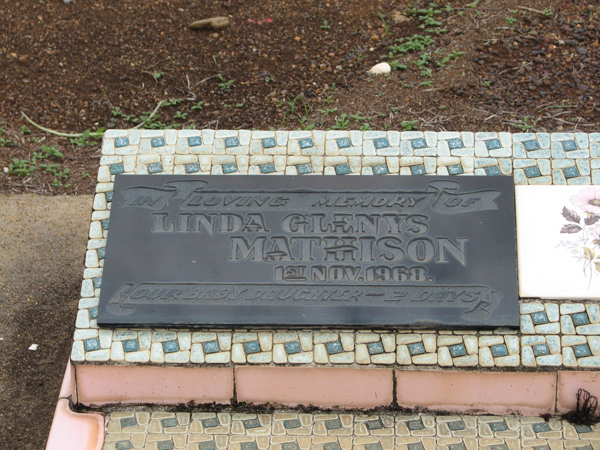 IN LOVING MEMORY OF
LINDA GLENYS
MATHISON
1ST NOV. 1968.
OUR BABY DAUGHTER — 2 DAYS